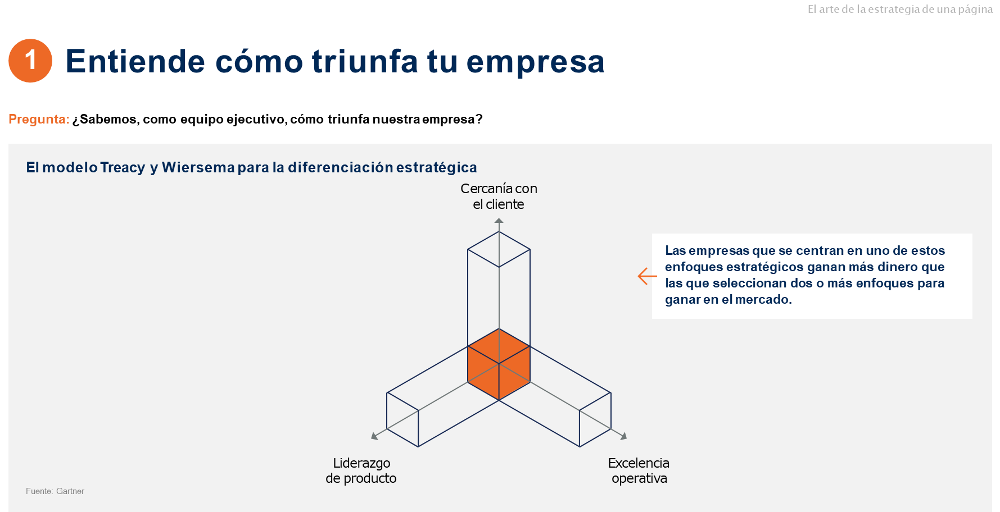 El arte de la estrategia de una página
1 Entiende cómo triunfa tu empresa
Pregunta: ¿Sabemos, como equipo ejecutivo, cómo triunfa nuestra empresa?
El modelo Treacy y Wiersema para la diferenciación estratégica
Cercanía con
el cliente
Las empresas que se centran en uno de estos
enfoques estratégicos ganan más dinero que
las que seleccionan dos o más enfoques para
ganar en el mercado.
Liderazgo
de producto
Excelencia
operativa
Fuente: Gartner